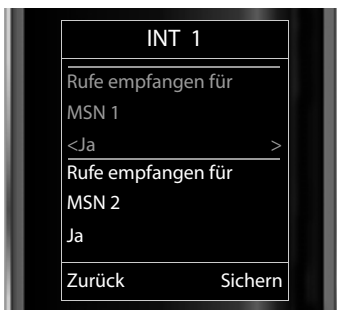 INT 1
Rufe empfangen für
MSN 1
<Ja >
Rufe empfangen für
MSN 2
Ja
Zurück Sichern